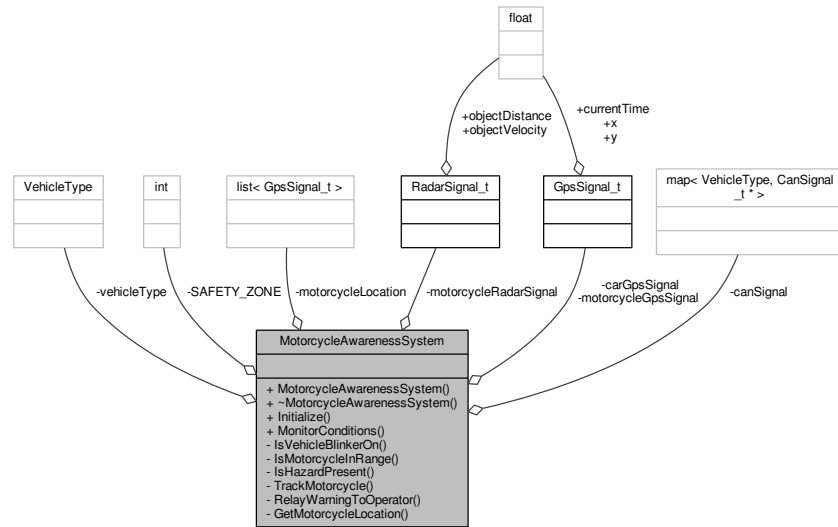 float
+objectDistance
+objectVelocity
+currentTime
+x
+y
VehicleType
int
list< GpsSignal_t >
RadarSignal_t
GpsSignal_t
map< VehicleType, CanSignal
_t * >
-vehicleType
-SAFETY_ZONE
-motorcycleLocation
-motorcycleRadarSignal
-carGpsSignal
-motorcycleGpsSignal
-canSignal
MotorcycleAwarenessSystem
+ MotorcycleAwarenessSystem()
+ ~MotorcycleAwarenessSystem()
+ Initialize()
+ MonitorConditions()
- IsVehicleBlinkerOn()
- IsMotorcycleInRange()
- IsHazardPresent()
- TrackMotorcycle()
- RelayWarningToOperator()
- GetMotorcycleLocation()